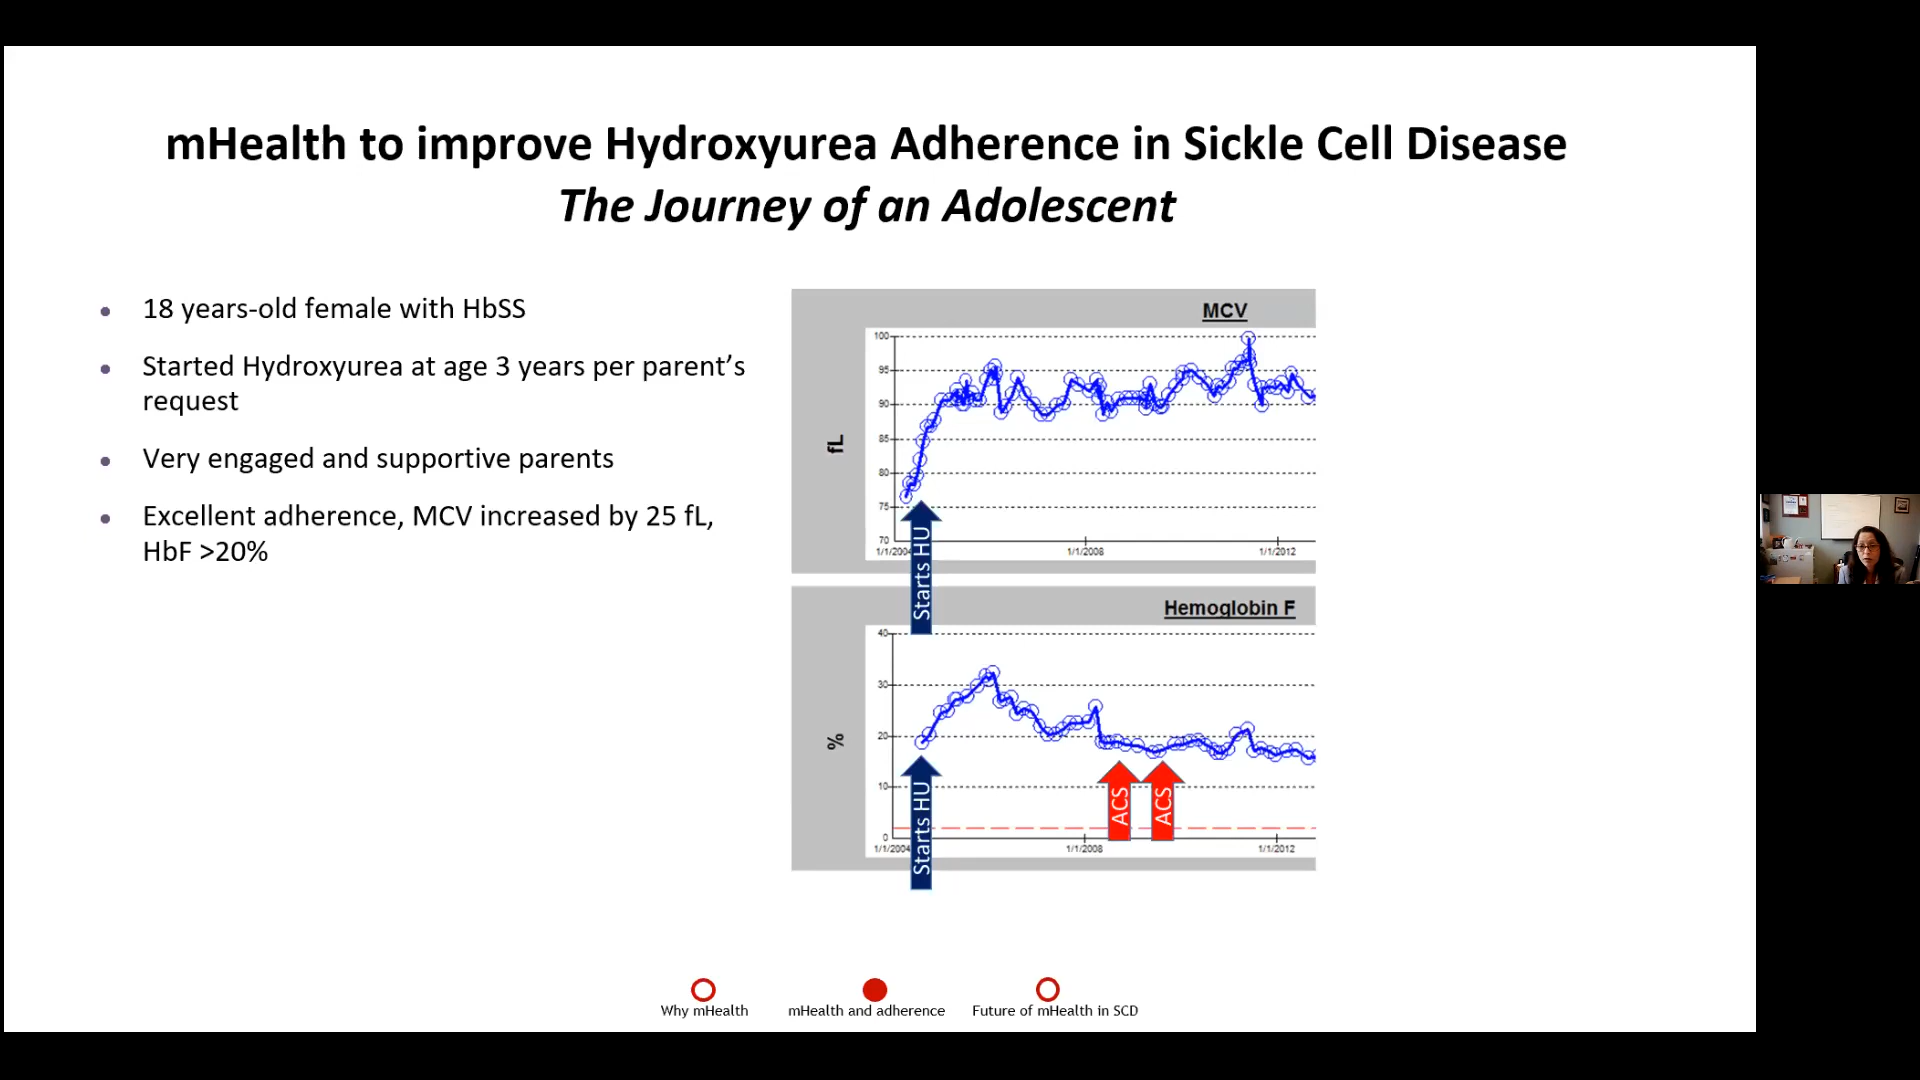 mHealth to improve Hydroxyurea Adherence in Sickle Cell Disease
The Journey of an Adolescent
18 years-old female with HbSS
Started Hydroxyurea at age 3 years per parent's
request
Very engaged and supportive parents
Excellent adherence, MCV increased by 25 fL,
HbF >20%
MCV
fL
100
95
90
85
80
75
70
1/1/2004
1/1/2008
1/1/2012
Starts HU
Hemoglobin F
%
40
30
20
10
0
1/1/2004
1/1/2008
1/1/2012
Starts HU
ACS
ACS
Why mHealth
mHealth and adherence
Future of mHealth in SCD